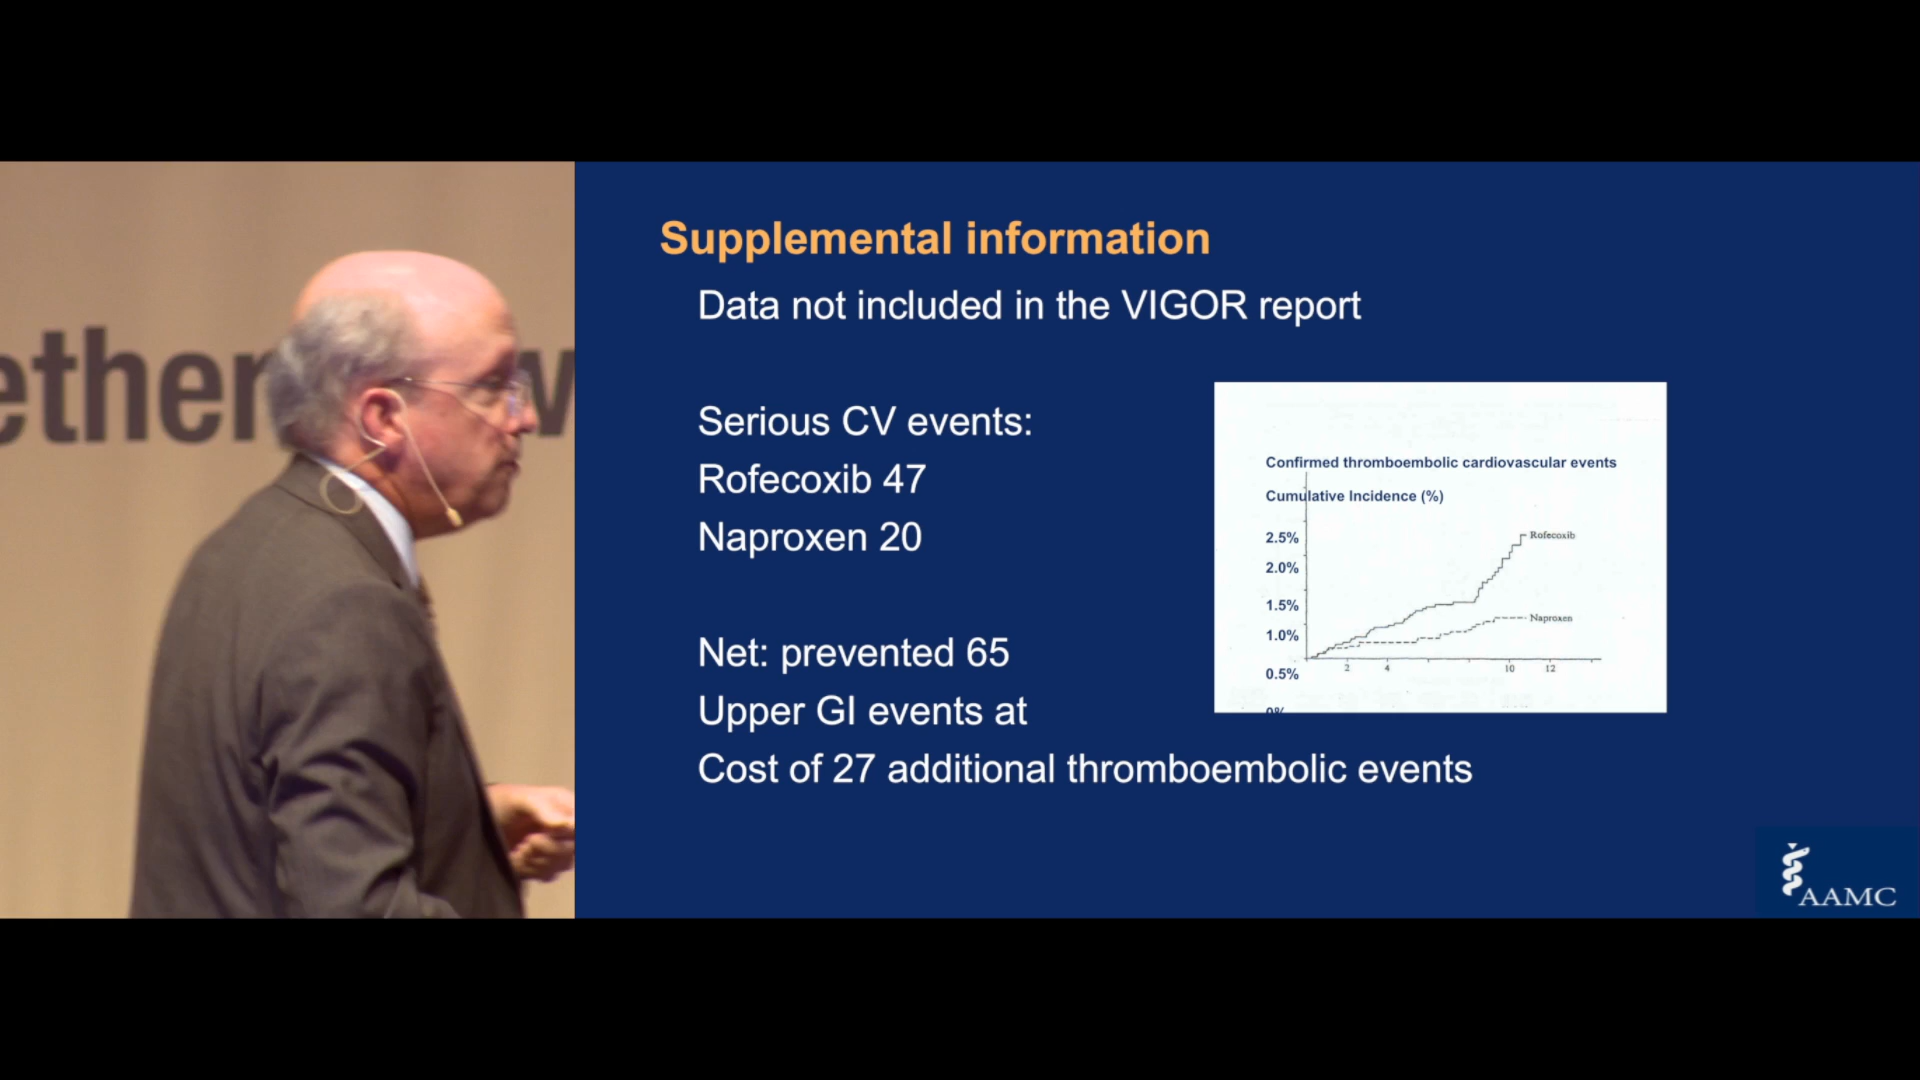 ether
Supplemental information
Data not included in the VIGOR report
Serious CV events:
Rofecoxib 47
Naproxen 20
Net: prevented 65
Upper GI events at
Cost of 27 additional thromboembolic events
Confirmed thromboembolic cardiovascular events
Cumulative Incidence (%)
2.5%
2.0%
1.5%
1.0%
0.5%
0%
Rofecoxib
Naproxen
2 4 10 12
AAMC